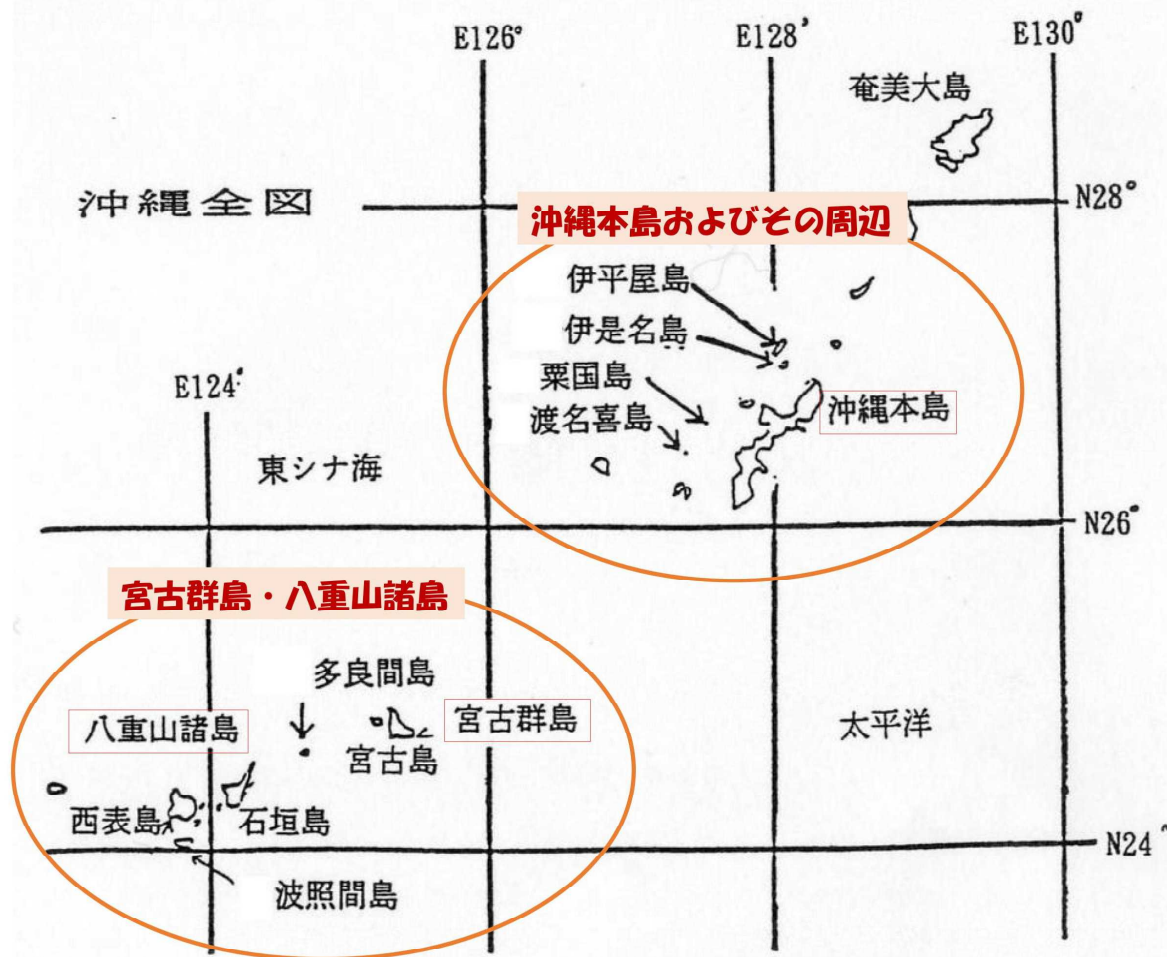 E126°
E128'
E130°
奄美大島
沖縄全図
N28°
沖縄本島およびその周辺
伊平屋島
伊是名島
粟国島
渡名喜島
沖縄本島
E124°
東シナ海
N26°
宮古群島・八重山諸島
多良間島
八重山諸島
宮古群島
宮古島
太平洋
西表島
石垣島
N24°
波照間島